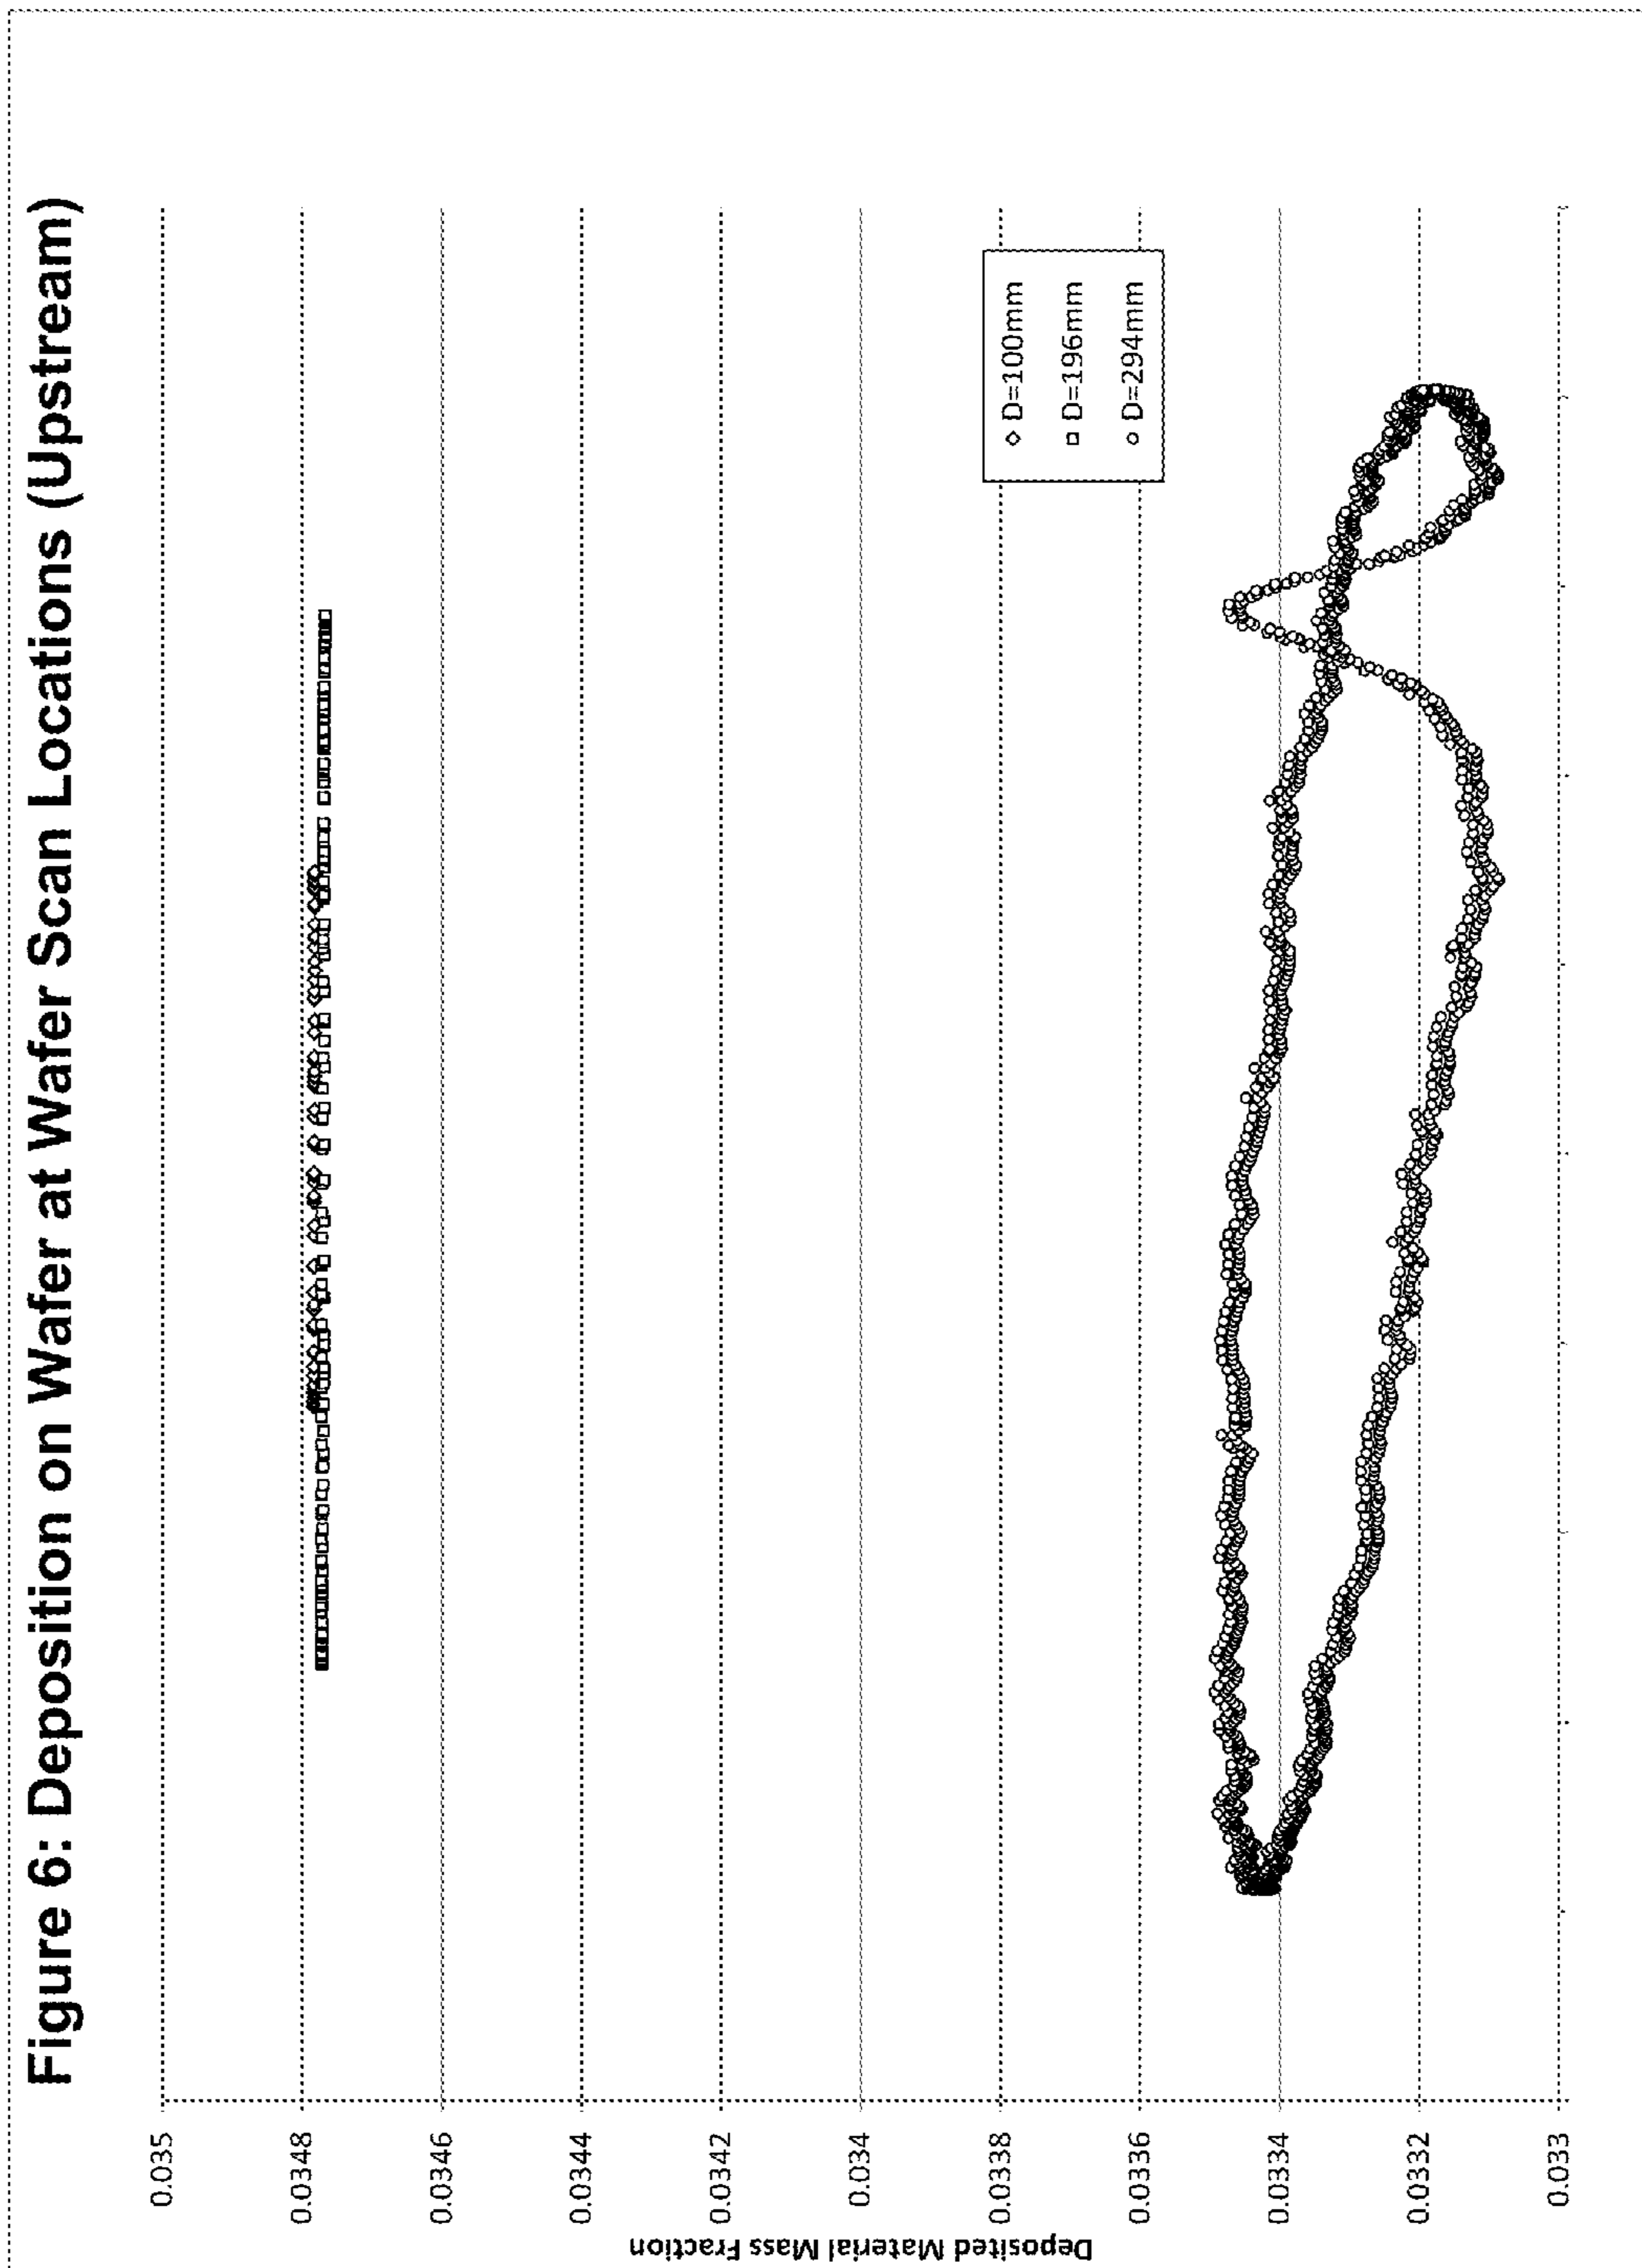 Figure 6: Deposition on Wafer at Wafer Scan Locations (Upstream)
Deposited Material Mass Fraction
0.035
0.0348
0.0346
0.0344
0.0342
0.034
0.0338
0.0336
0.0334
0.0332
0.033
D=100mm
D=196mm
D=294mm